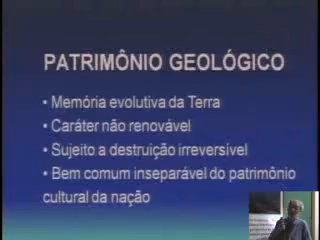 PATRIMÔNIO GEOLÓGICO
• Memória evolutiva da Terra
• Caráter não renovável
• Sujeito a destruição irreversível
• Bem comum inseparável do patrimônio
cultural da nação